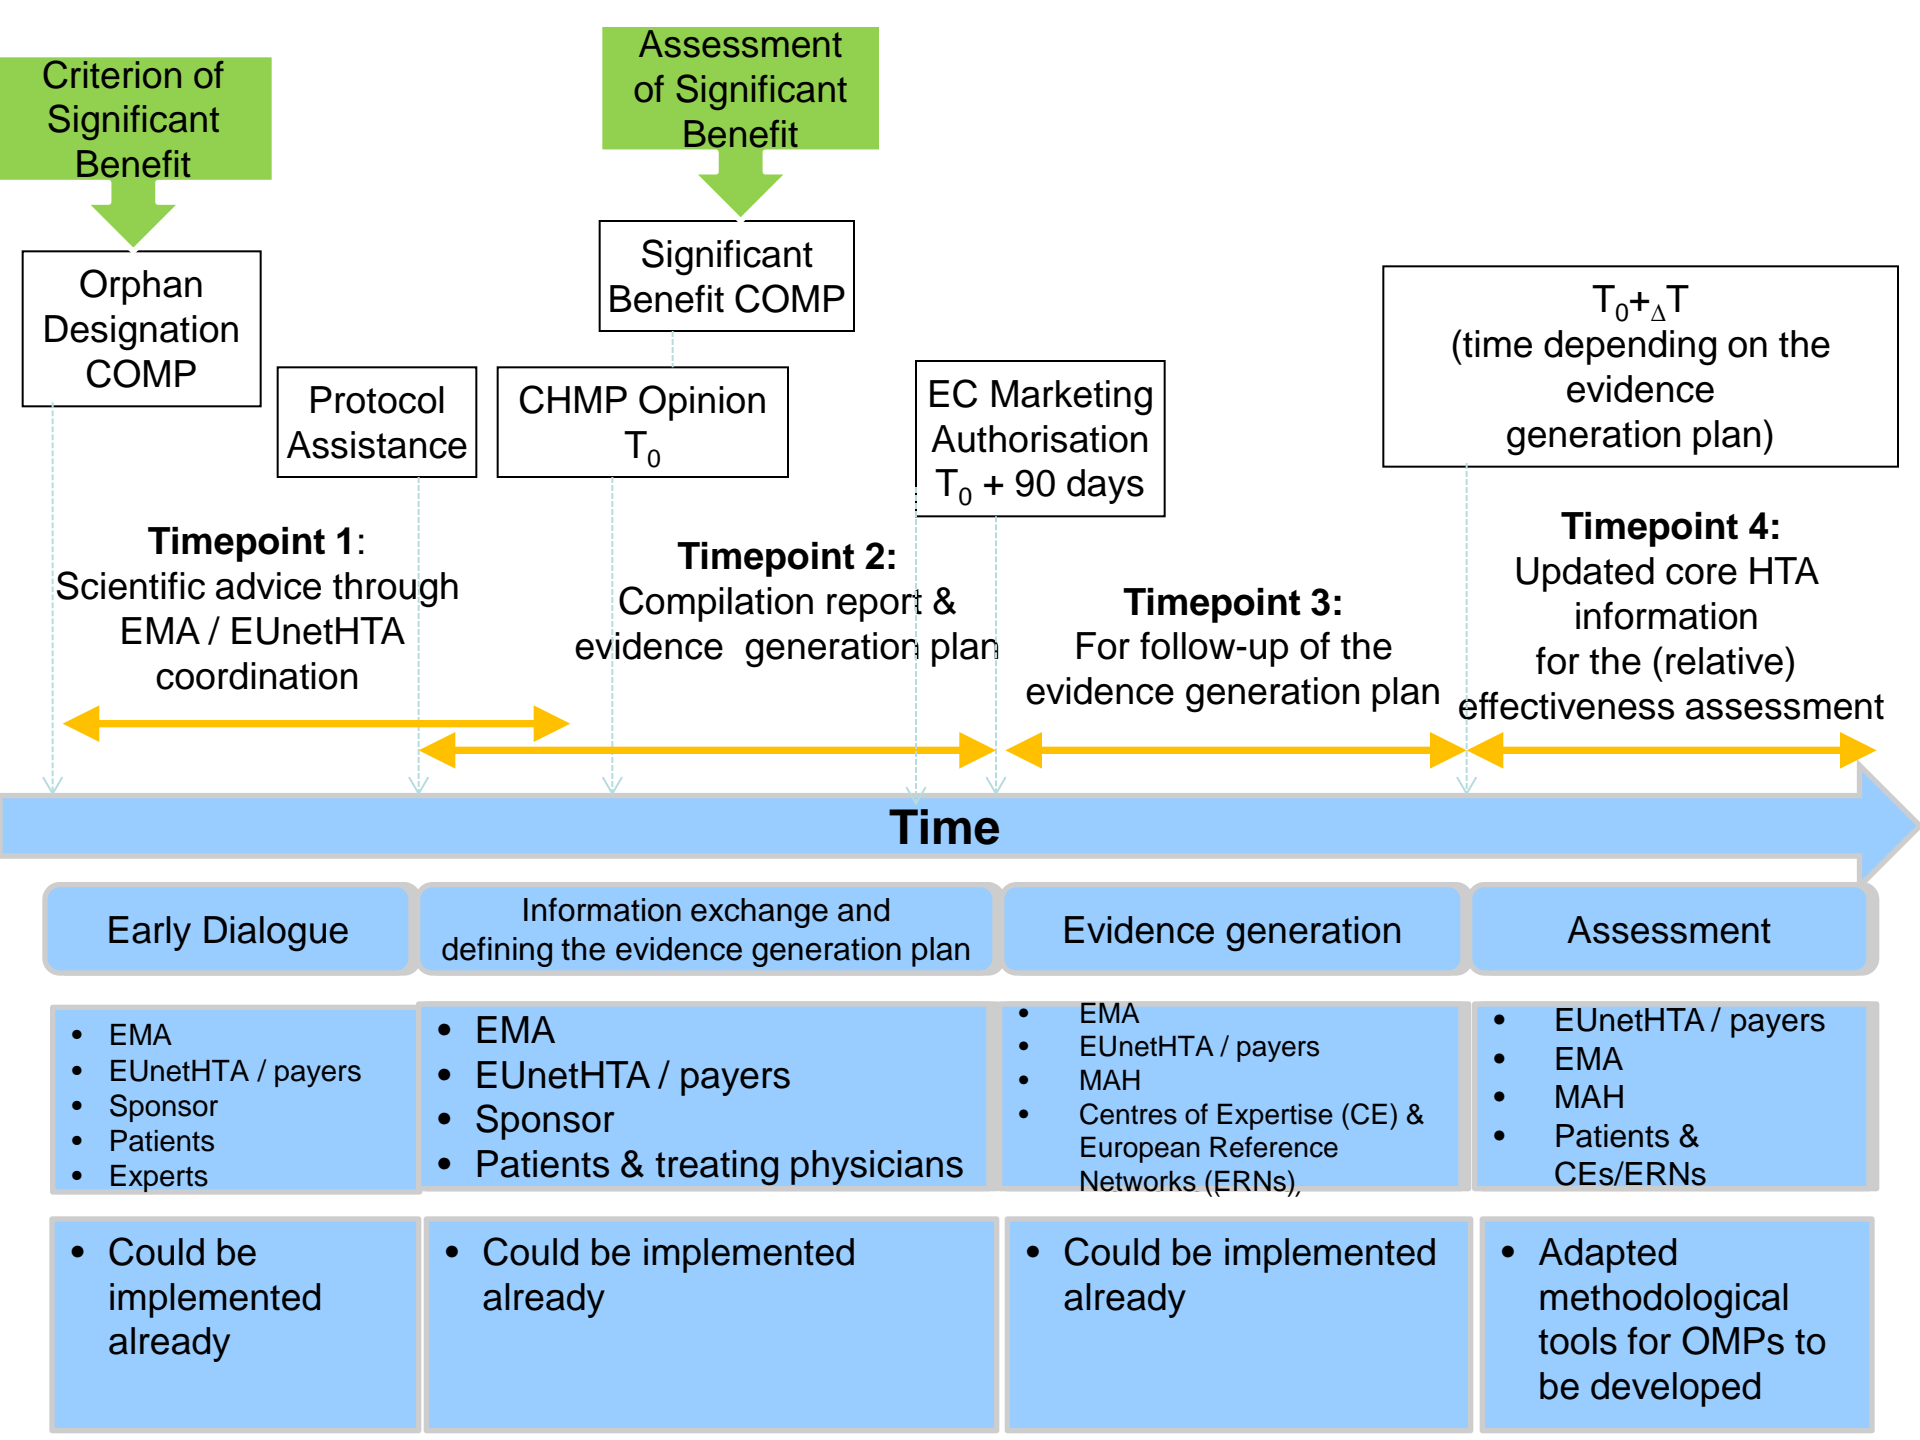 Criterion of
Significant
Benefit
Assessment
of Significant
Benefit
Orphan
Designation
COMP
Protocol
Assistance
Significant
Benefit COMP
CHMP Opinion
T0
EC Marketing
Authorisation
T0 + 90 days
T0+ΔT
(time depending on the
evidence
generation plan)
Timepoint 1:
Scientific advice through
EMA / EUnetHTA
coordination
Timepoint 2:
Compilation report &
evidence generation plan
Timepoint 3:
For follow-up of the
evidence generation plan
Timepoint 4:
Updated core HTA
information
for the (relative)
effectiveness assessment
Time
Early Dialogue
Information exchange and
defining the evidence generation plan
Evidence generation
Assessment
• EMA
• EUnetHTA / payers
• Sponsor
• Patients
• Experts
• EMA
• EUnetHTA / payers
• Sponsor
• Patients & treating physicians
• EMA
• EUnetHTA / payers
• MAH
• Centres of Expertise (CE) &
European Reference
Networks (ERNs),
• EUnetHTA / payers
• EMA
• MAH
• Patients &
CEs/ERNs
• Could be
implemented
already
• Could be implemented
already
• Could be implemented
already
• Adapted
methodological
tools for OMPs to
be developed